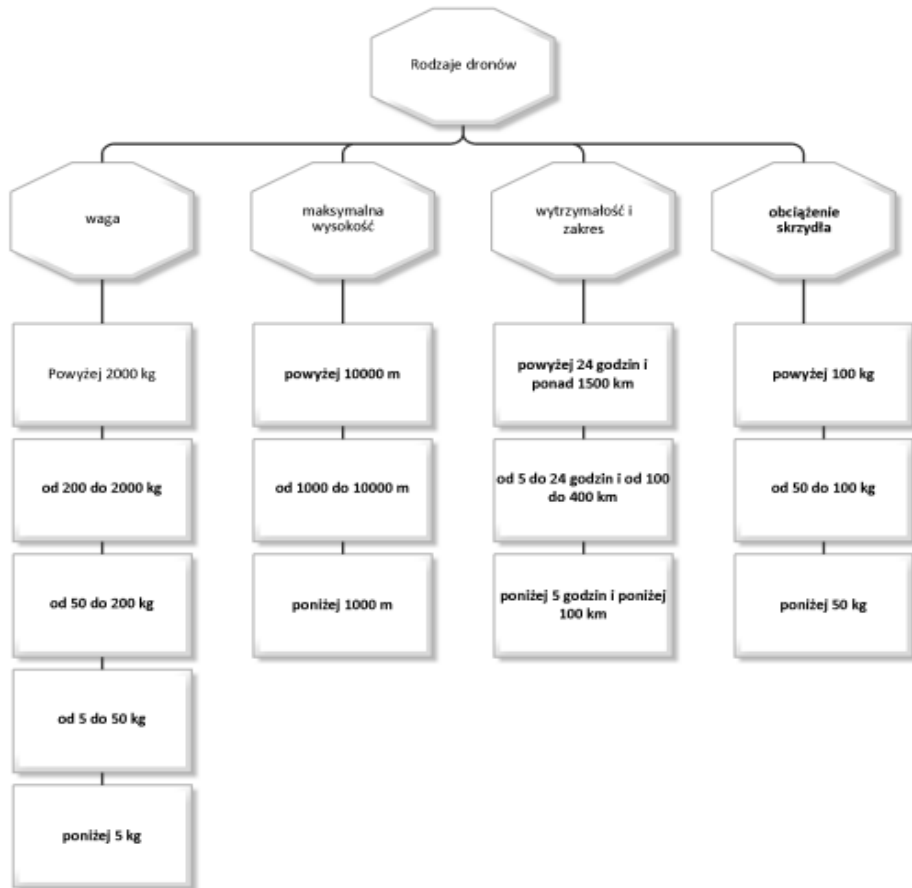 Rodzaje dronów
waga
maksymalna
wysokość
wytrzymałość i
zakres
obciążenie
skrzydła
Powyżej 2000 kg
powyżej 10000 m
powyżej 24 godzin i
ponad 1500 km
powyżej 100 kg
od 200 do 2000 kg
od 1000 do 10000 m
od 5 do 24 godzin i od 100
do 400 km
od 50 do 100 kg
od 50 do 200 kg
poniżej 1000 m
poniżej 5 godzin i poniżej
100 km
poniżej 50 kg
od 5 do 50 kg
poniżej 5 kg